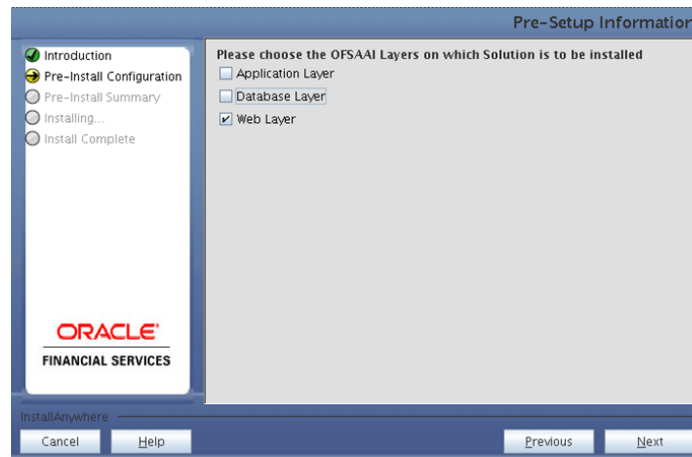 Pre-Setup Information
Introduction
Pre-Install Configuration
Pre-Install Summary
Installing...
Install Complete
ORACLE'
FINANCIAL SERVICES
Please choose the OFSAAI Layers on which Solution is to be installed
Application Layer
Database Layer
Web Layer
InstallAnywhere
Cancel
Help
Previous
Next